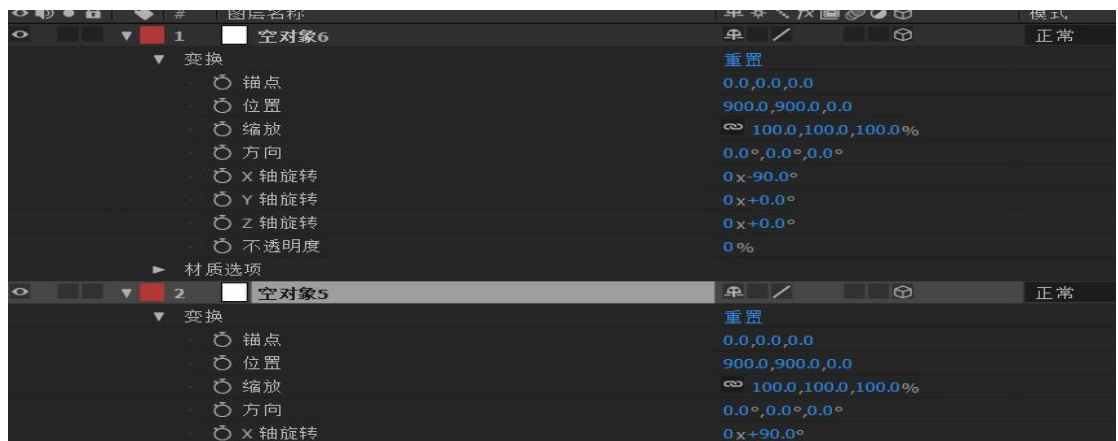 # 图层名称 模式
1 空对象6 正常
变换 重置
锚点 0.0,0.0,0.0
位置 900.0,900.0,0.0
缩放 100.0,100.0,100.0%
方向 0.0°,0.0°,0.0°
X 轴旋转 0x-90.0°
Y 轴旋转 0x+0.0°
Z 轴旋转 0x+0.0°
不透明度 0%
材质选项
2 空对象5 正常
变换 重置
锚点 0.0,0.0,0.0
位置 900.0,900.0,0.0
缩放 100.0,100.0,100.0%
方向 0.0°,0.0°,0.0°
X 轴旋转 0x+90.0°